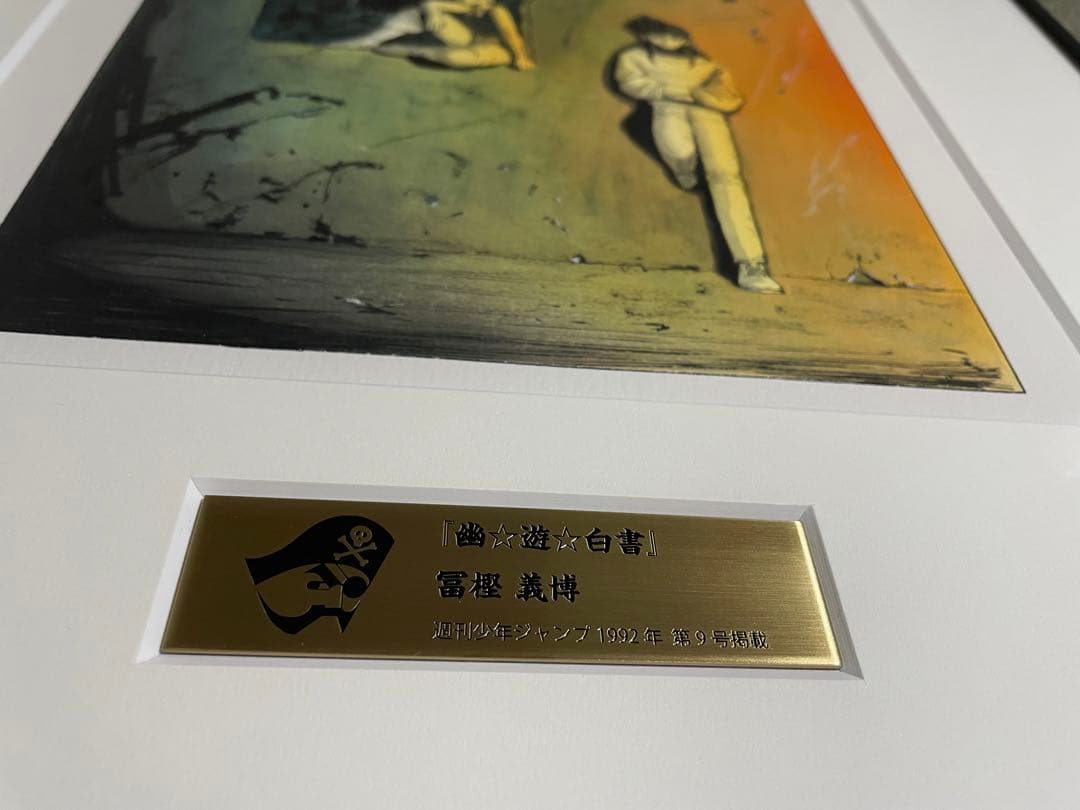 『幽☆遊☆白書』
冨樫 義博
週刊少年ジャンプ 1992年 第9号掲載